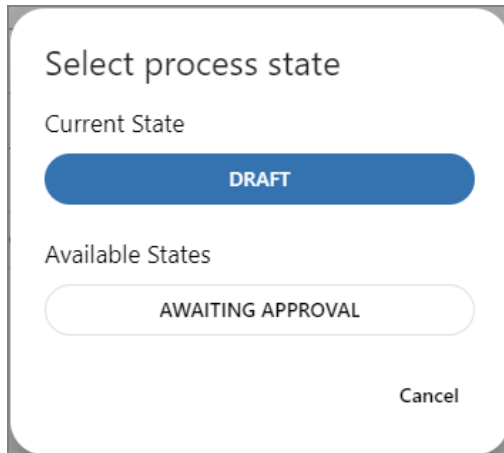 Select process state
Current State
DRAFT
Available States
AWAITING APPROVAL
Cancel